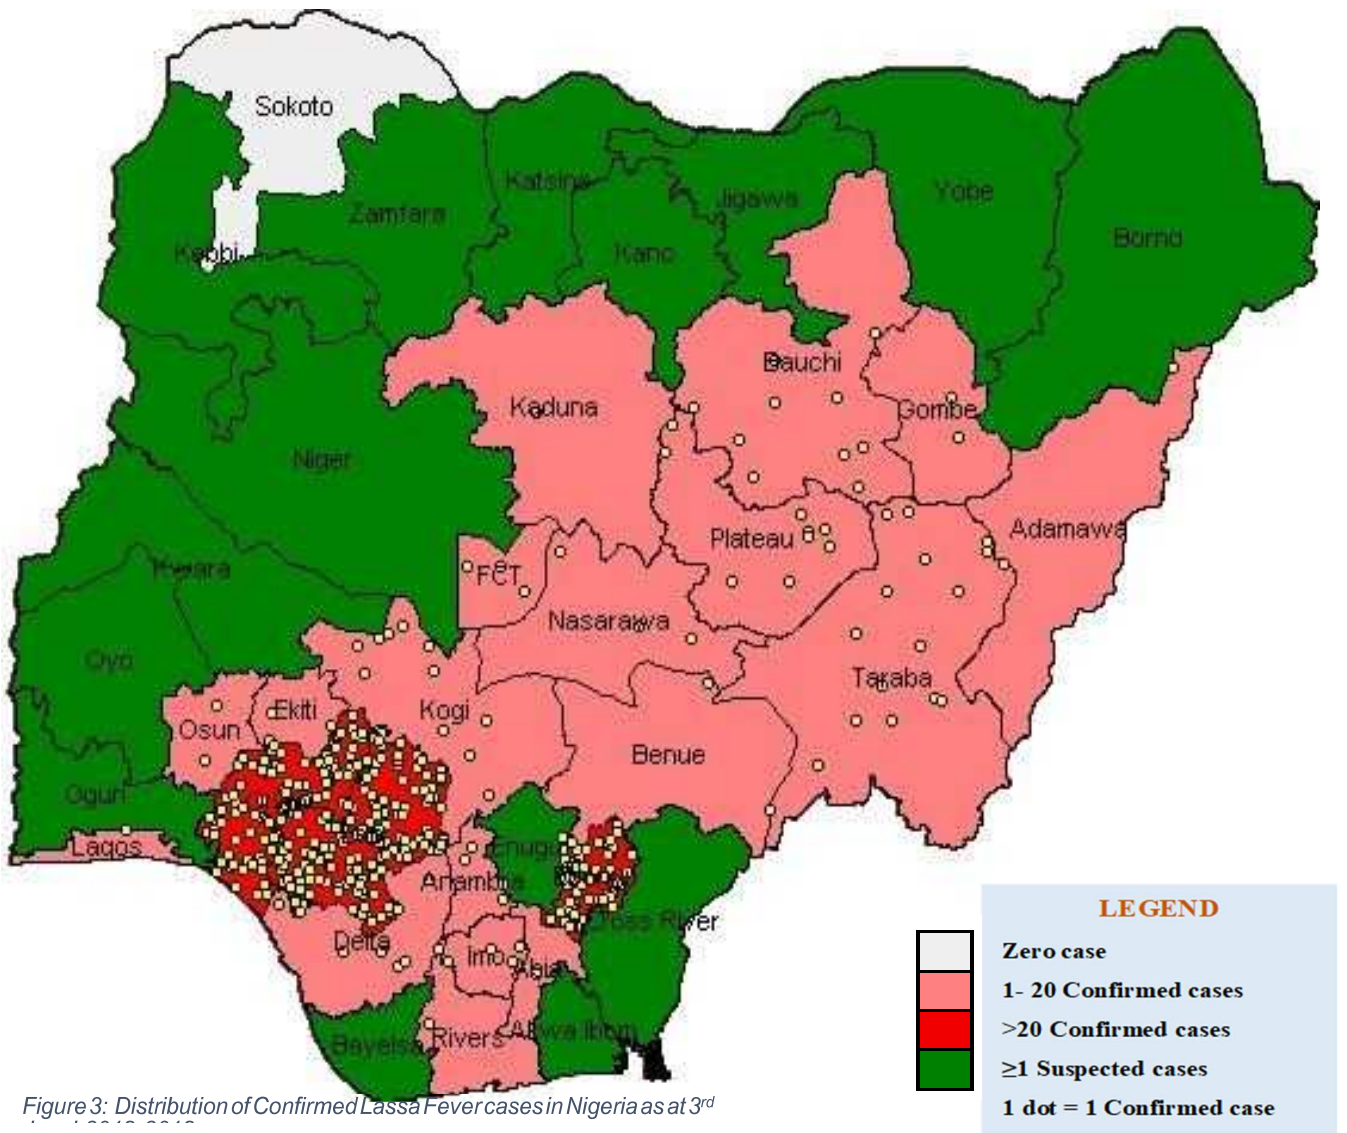 Sokoto
Katsina
Zamfara
Jigawa
Yobe
Borno
Kebbi
Kano
Bauchi
Kaduna
Gombe
Niger
Plateau
Adamawa
Kwara
FCT
Nasarawa
Oyo
Taraba
Osun
Ekiti
Kogi
Benue
Ogun
Lagos
Enugu
Anambra
Cross River
Delta
Imo
Abia
Bayelsa
Rivers
Akwa Ibom
LEGEND
Zero case
1- 20 Confirmed cases
>20 Confirmed cases
≥1 Suspected cases
1 dot = 1 Confirmed case
Figure 3: Distribution of Confirmed Lassa Fever cases in Nigeria as at 3rd